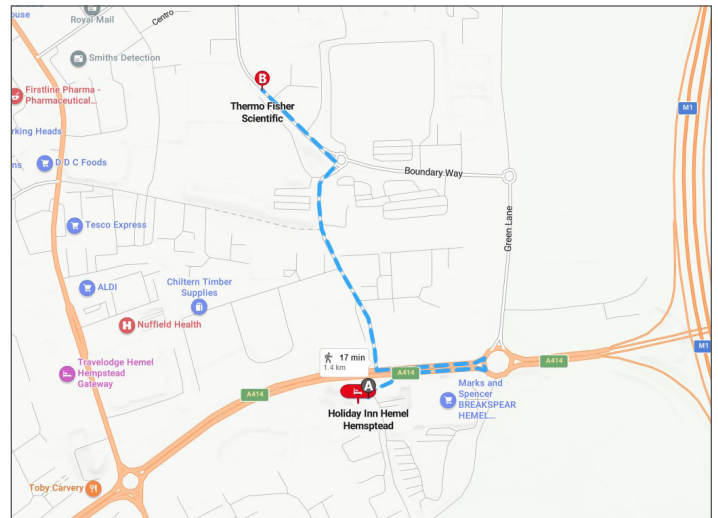 ouse
Royal Mail
Centro
Smiths Detection
Firstline Pharma -
Pharmaceutical...
M1
B
Thermo Fisher
Scientific
rking Heads
ns
D D C Foods
Boundary Way
Green Lane
Tesco Express
Chiltern Timber
Supplies
ALDI
Nuffield Health
17 min
1.4 km
M1
Travelodge Hemel
Hempstead
Gateway
A414
A414
A414
A
Marks and
Spencer
BREAKSPEAR
HEMEL...
Holiday Inn Hemel
Hemsptead
Toby Carvery